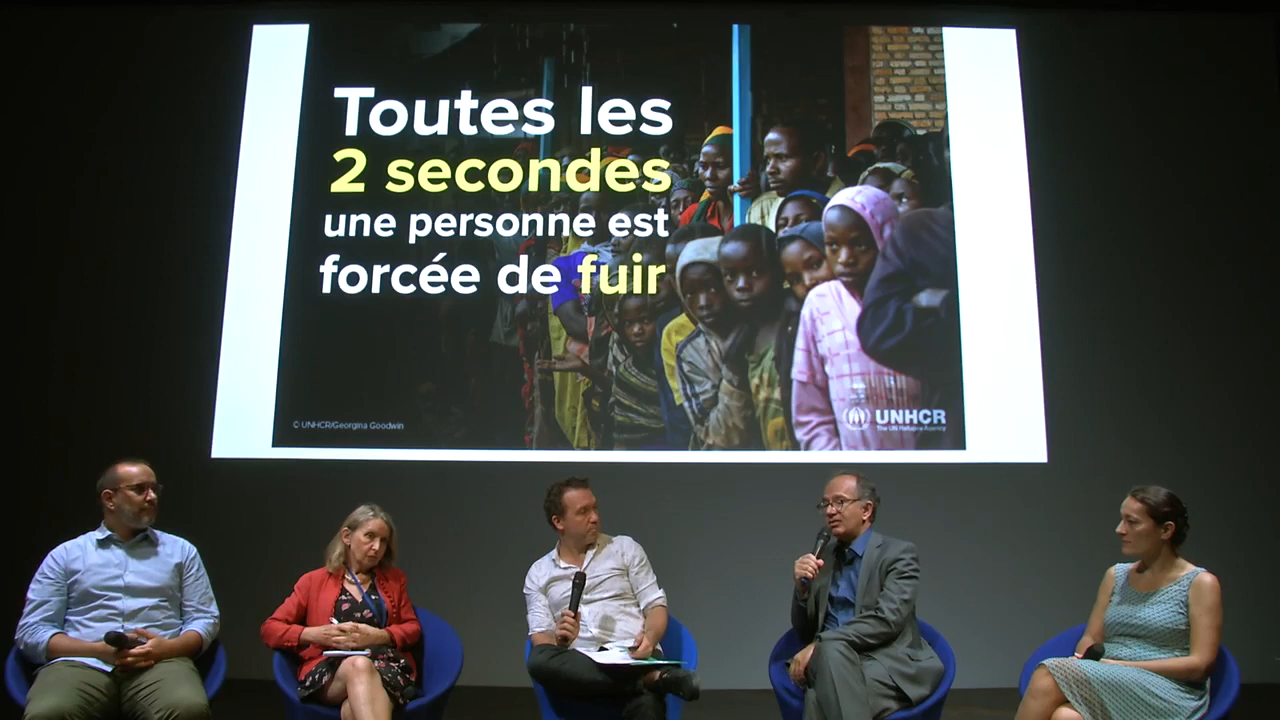 Toutes les
2 secondes
une personne est
forcée de fuir
© UNHCR/Georgina Goodwin
UNHCR
The UN Refugee Agency